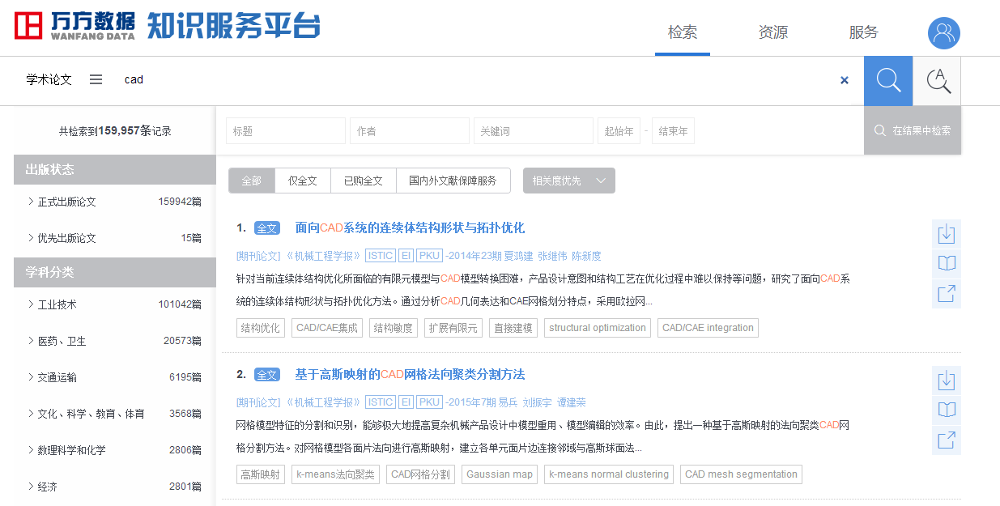 万方数据
WANFANG DATA
知识服务平台
检索
资源
服务
学术论文
cad
×
共检索到159,957条记录
标题
作者
关键词
起始年
-
结束年
在结果中检索
出版状态
正式出版论文 159942篇
优先出版论文 15篇
学科分类
工业技术 101042篇
医药、卫生 20573篇
交通运输 6195篇
文化、科学、教育、体育 3568篇
数理科学和化学 2806篇
经济 2801篇
全部 仅全文 已购全文 国内外文献保障服务 相关度优先
1. 全文 面向CAD系统的连续体结构形状与拓扑优化
[期刊论文]《机械工程学报》 ISTIC EI PKU -2014年23期 夏鸿建 张继伟 陈新度
针对当前连续体结构优化所面临的有限元模型与CAD模型转换困难，产品设计意图和结构工艺在优化过程中难以保持等问题，研究了面向CAD系
统的连续体结构形状与拓扑优化方法。通过分析CAD几何表达和CAE网格划分特点，采用欧拉网...
结构优化 CAD/CAE集成 结构敏度 扩展有限元 直接建模 structural optimization CAD/CAE integration
2. 全文 基于高斯映射的CAD网格法向聚类分割方法
[期刊论文]《机械工程学报》 ISTIC EI PKU -2015年7期 易兵 刘振宇 谭建荣
网格模型特征的分割和识别，能够极大地提高复杂机械产品设计中模型重用、模型编辑的效率。由此，提出一种基于高斯映射的法向聚类CAD网
格分割方法。对网格模型各面片法向进行高斯映射，建立各单元面片边连接邻域与高斯球面法...
高斯映射 k-means法向聚类 CAD网格分割 Gaussian map k-means normal clustering CAD mesh segmentation